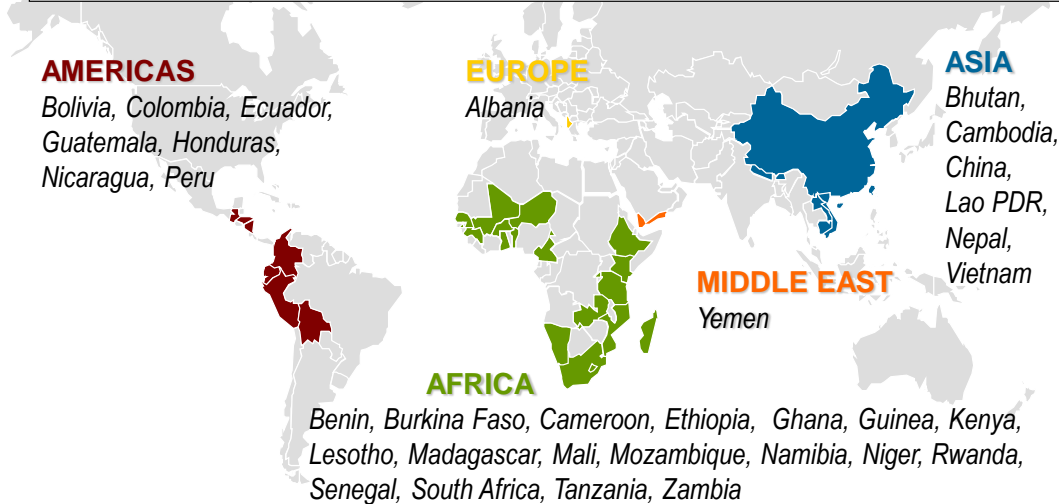 AMERICAS
Bolivia, Colombia, Ecuador,
Guatemala, Honduras,
Nicaragua, Peru
EUROPE
Albania
ASIA
Bhutan,
Cambodia,
China,
Lao PDR,
Nepal,
Vietnam
MIDDLE EAST
Yemen
AFRICA
Benin, Burkina Faso, Cameroon, Ethiopia,  Ghana, Guinea, Kenya,
Lesotho, Madagascar, Mali, Mozambique, Namibia, Niger, Rwanda,
Senegal, South Africa, Tanzania, Zambia